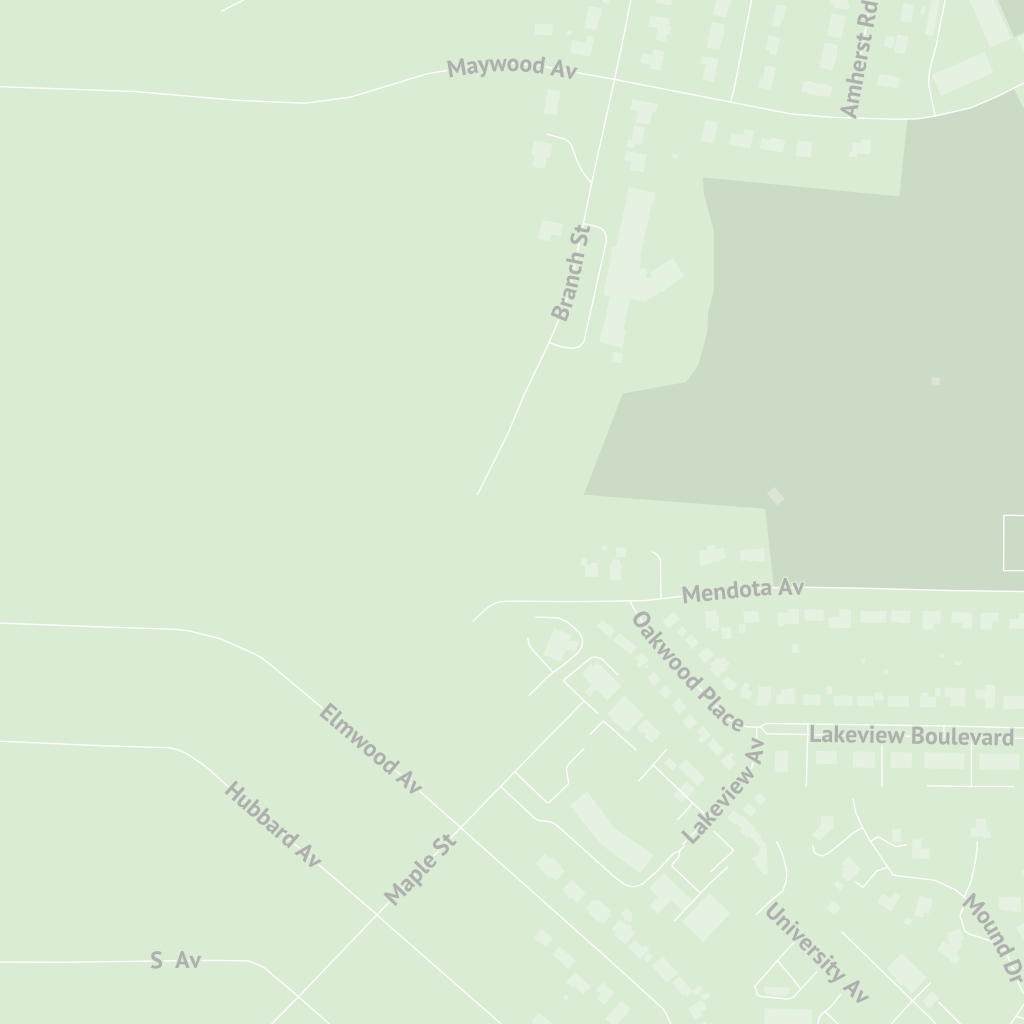 Maywood Av
Amherst Rd
Branch St
Mendota Av
Oakwood Place
Lakeview Boulevard
Elmwood Av
Lakeview Av
Hubbard Av
Maple St
University Av
Mound Dr
S Av